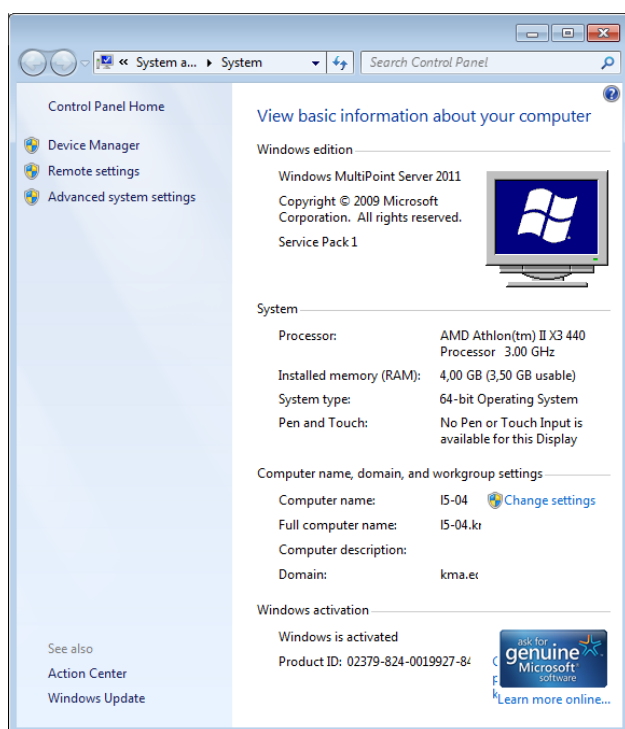 « System a... ▸ System
Search Control Panel
Control Panel Home
Device Manager
Remote settings
Advanced system settings
See also
Action Center
Windows Update
View basic information about your computer
Windows edition
Windows MultiPoint Server 2011
Copyright © 2009 Microsoft
Corporation. All rights reserved.
Service Pack 1
System
Processor: AMD Athlon(tm) II X3 440
Processor 3.00 GHz
Installed memory (RAM): 4,00 GB (3,50 GB usable)
System type: 64-bit Operating System
Pen and Touch: No Pen or Touch Input is
available for this Display
Computer name, domain, and workgroup settings
Computer name: I5-04 Change settings
Full computer name: I5-04.
Computer description:
Domain: kma.
Windows activation
Windows is activated
Product ID: 02379-824-0019927-84
ask for
genuine
Microsoft
software
Learn more online...